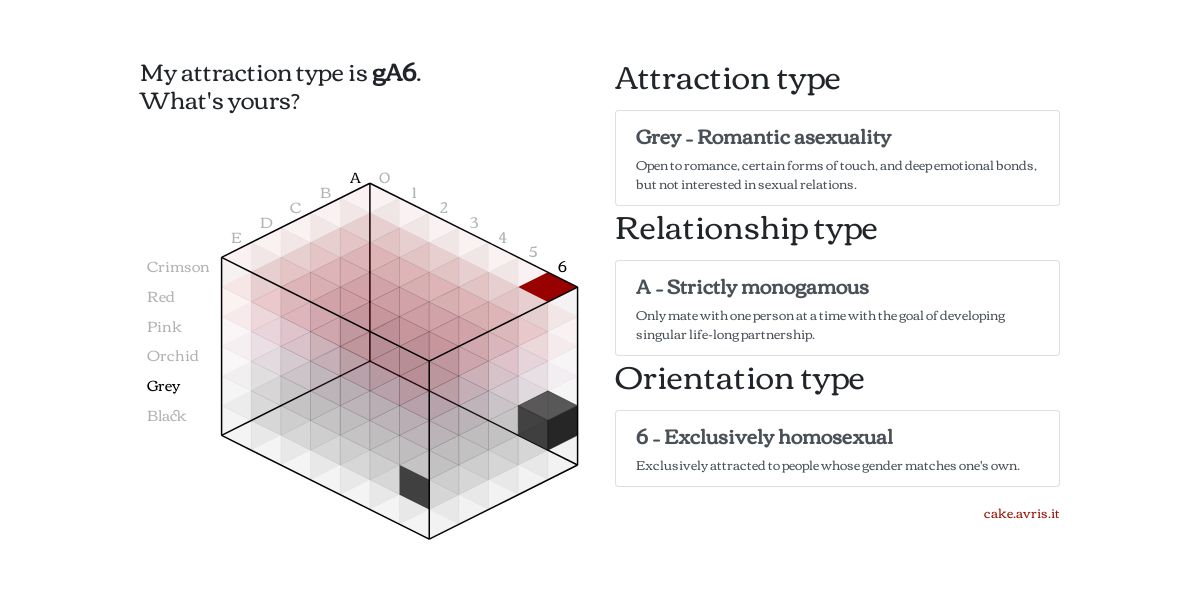 My attraction type is gA6.
What's yours?
A O
B 1
C 2
D 3
E 4
5
6
Crimson
Red
Pink
Orchid
Grey
Black
Attraction type
Grey - Romantic asexuality
Open to romance, certain forms of touch, and deep emotional bonds,
but not interested in sexual relations.
Relationship type
A - Strictly monogamous
Only mate with one person at a time with the goal of developing
singular life-long partnership.
Orientation type
6 - Exclusively homosexual
Exclusively attracted to people whose gender matches one's own.
cake.avris.it